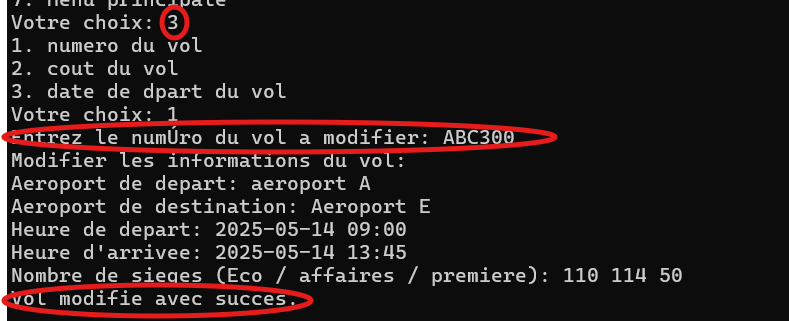 7. Menu principale
Votre choix: 3
1. numero du vol
2. cout du vol
3. date de dpart du vol
Votre choix: 1
Entrez le numÚro du vol a modifier: ABC300
Modifier les informations du vol:
Aeroport de depart: aeroport A
Aeroport de destination: Aeroport E
Heure de depart: 2025-05-14 09:00
Heure d'arrivee: 2025-05-14 13:45
Nombre de sieges (Eco / affaires / premiere): 110 114 50
Vol modifie avec succes.